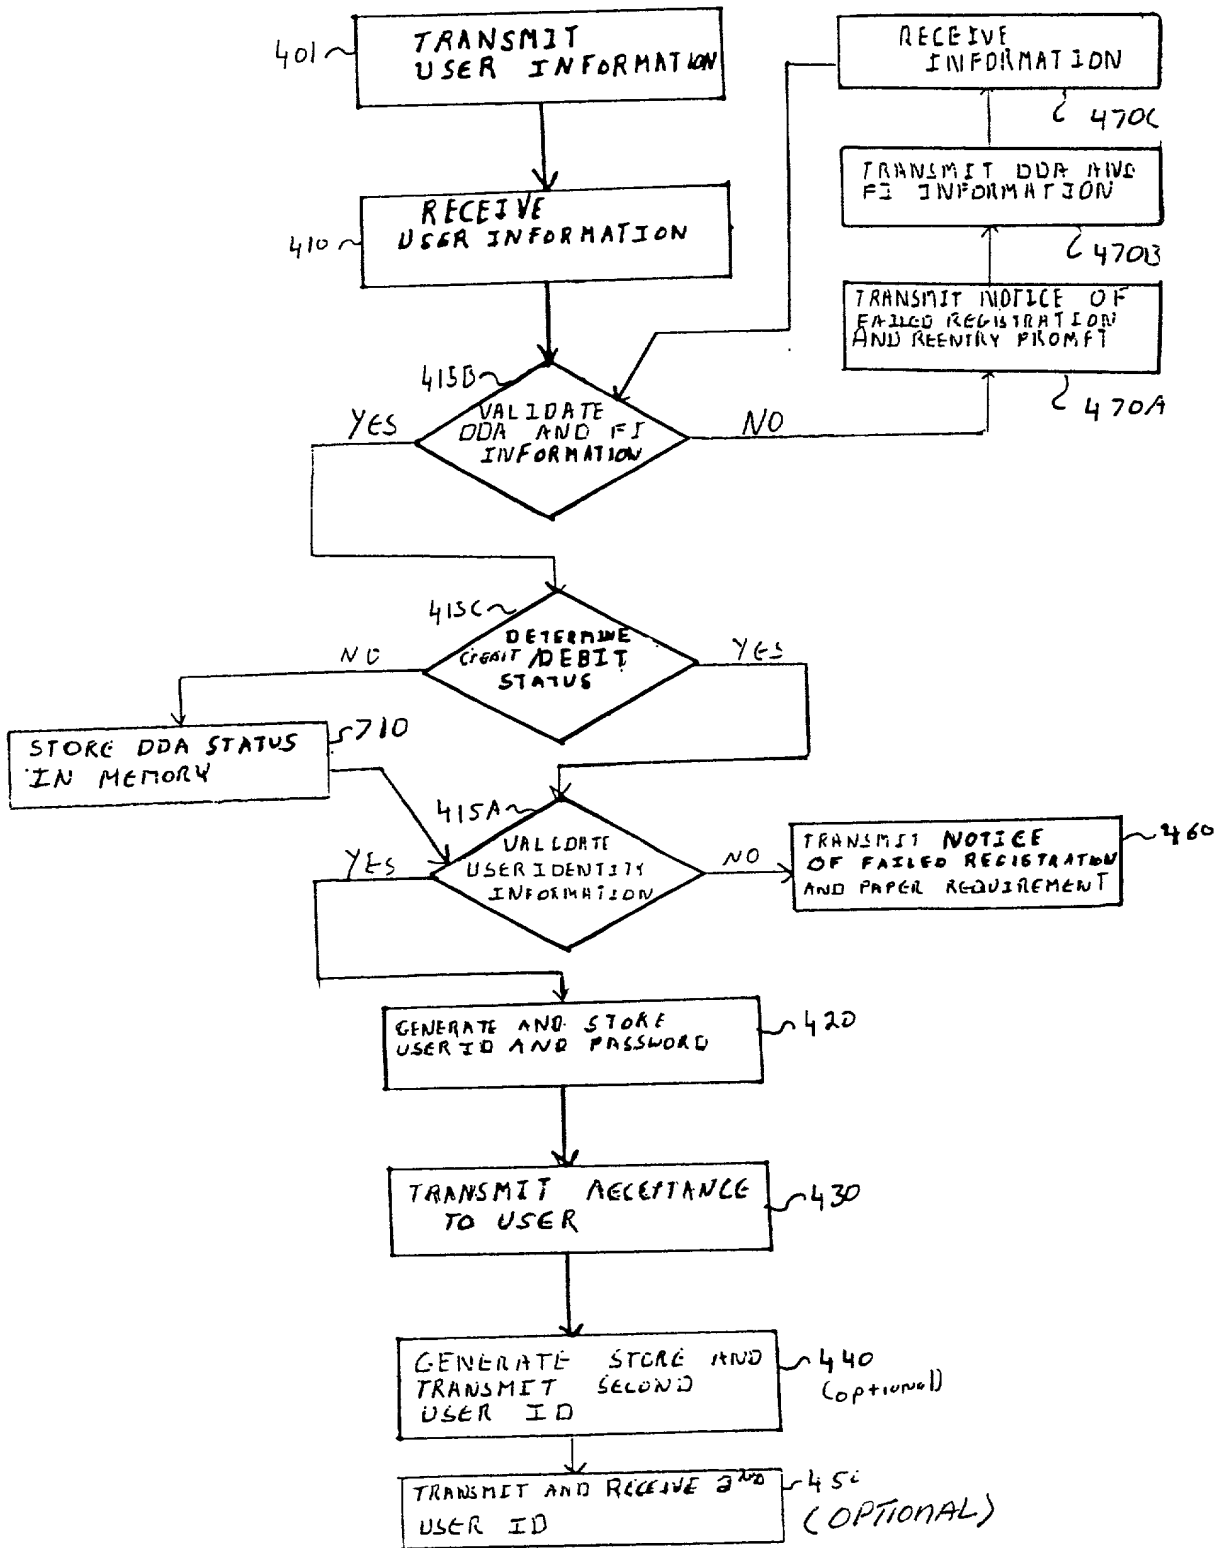 401
TRANSMIT
USER INFORMATION
RECEIVE
INFORMATION
470C
410
RECEIVE
USER INFORMATION
TRANSMIT DDA AND
FI INFORMATION
470B
TRANSMIT NOTICE OF
FAILED REGISTRATION
AND REENTRY PROMPT
470A
415B
VALIDATE
DDA AND FI
INFORMATION
YES
NO
415C
DETERMINE
CREDIT/DEBIT
STATUS
NO
YES
STORE DDA STATUS
IN MEMORY
710
415A
VALIDATE
USER IDENTITY
INFORMATION
YES
NO
TRANSMIT NOTICE
OF FAILED REGISTRATION
AND PAPER REQUIREMENT
460
GENERATE AND STORE
USER ID AND PASSWORD
420
TRANSMIT ACCEPTANCE
TO USER
430
GENERATE STORE AND
TRANSMIT SECOND
USER ID
440
(optional)
TRANSMIT AND RECEIVE 2ND
USER ID
(OPTIONAL)